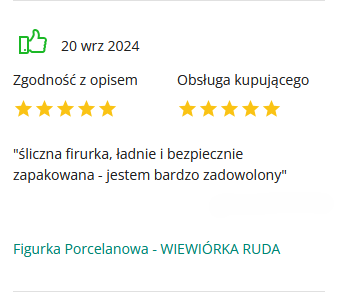 20 wrz 2024
Zgodność z opisem Obsługa kupującego
"śliczna firurka, ładnie i bezpiecznie
zapakowana - jestem bardzo zadowolony"
Figurka Porcelanowa - WIEWIÓRKA RUDA